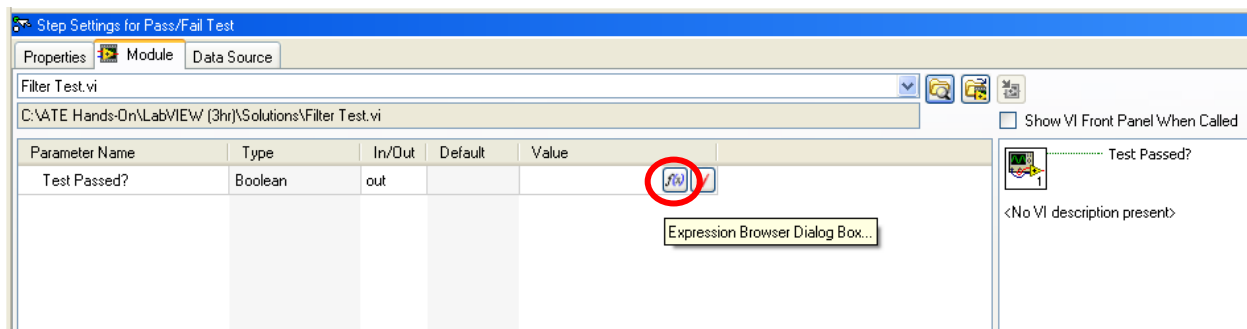 Step Settings for Pass/Fail Test
Properties Module Data Source
Filter Test.vi
C:\ATE Hands-On\LabVIEW (3hr)\Solutions\Filter Test.vi
Show VI Front Panel When Called
Parameter Name Type In/Out Default Value
Test Passed? Boolean out f(x)
Expression Browser Dialog Box...
Test Passed?
1
<No VI description present>